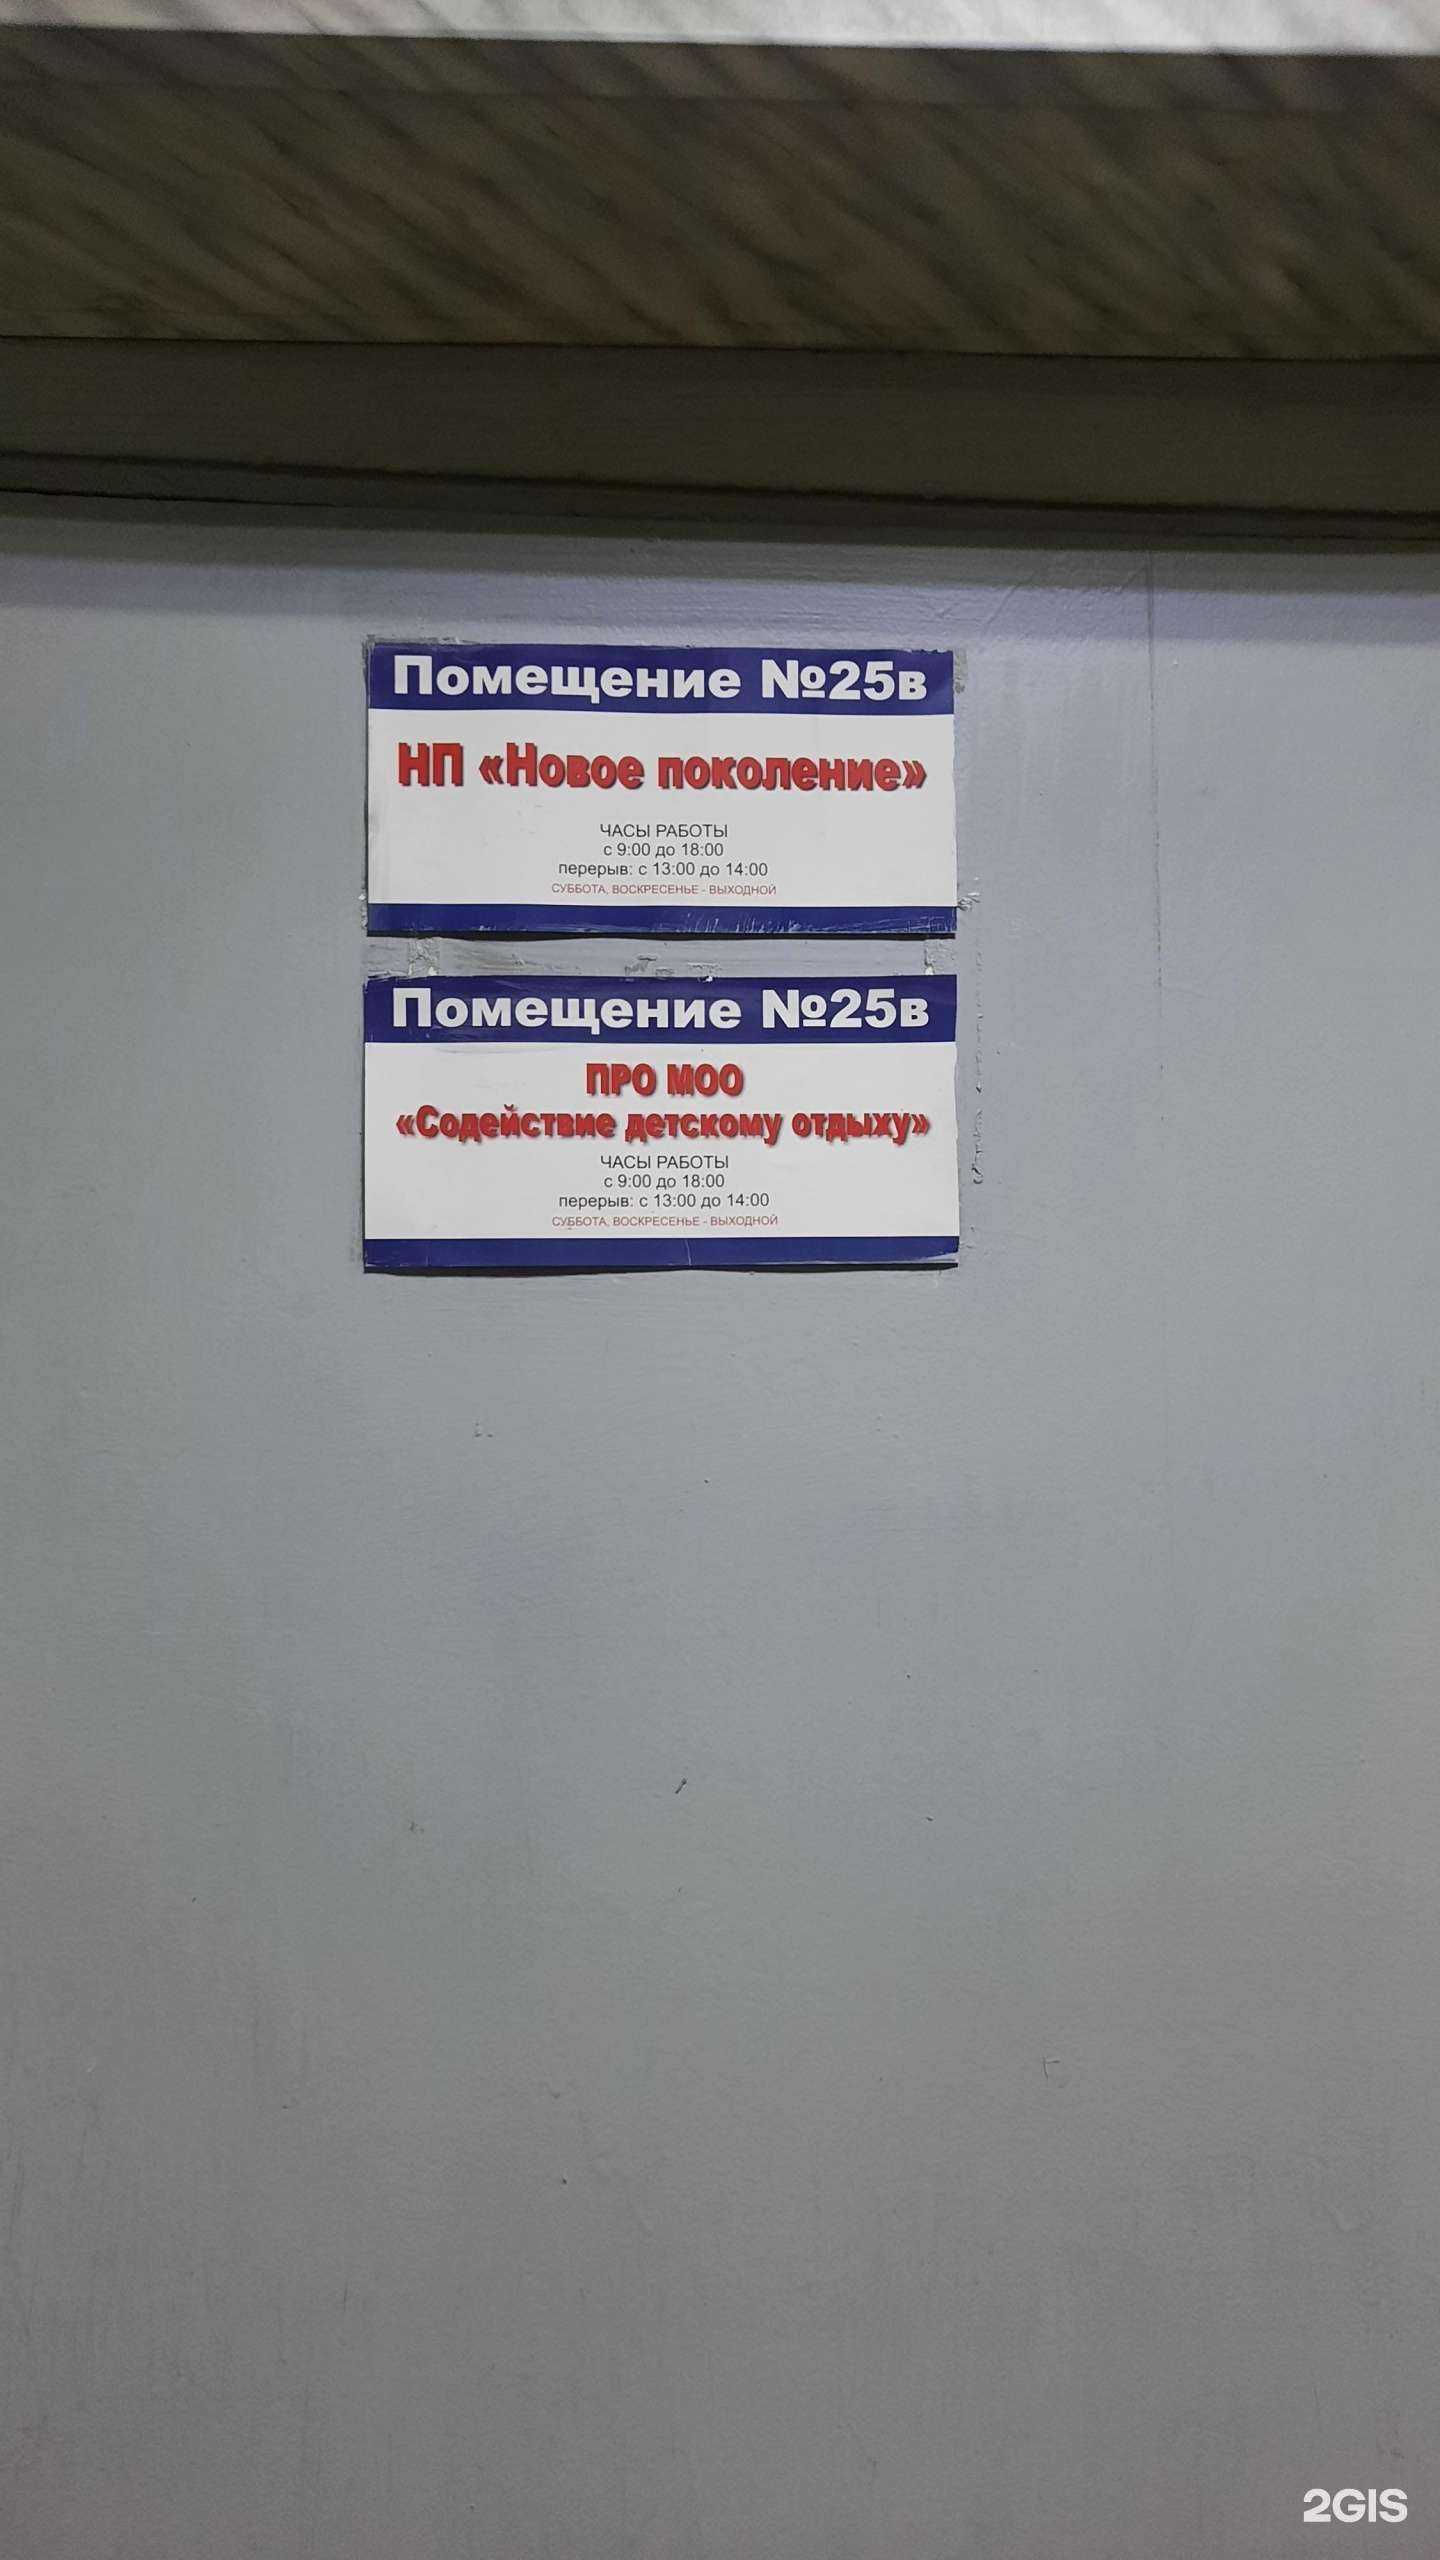 Помещение №25в
НП «Новое поколение»
ЧАСЫ РАБОТЫ
с 9:00 до 18:00
перерыв: с 13:00 до 14:00
СУББОТА, ВОСКРЕСЕНЬЕ - ВЫХОДНОЙ
Помещение №25в
ПРО МОО
«Содействие детскому отдыху»
ЧАСЫ РАБОТЫ
с 9:00 до 18:00
перерыв: с 13:00 до 14:00
СУББОТА, ВОСКРЕСЕНЬЕ - ВЫХОДНОЙ
2GIS